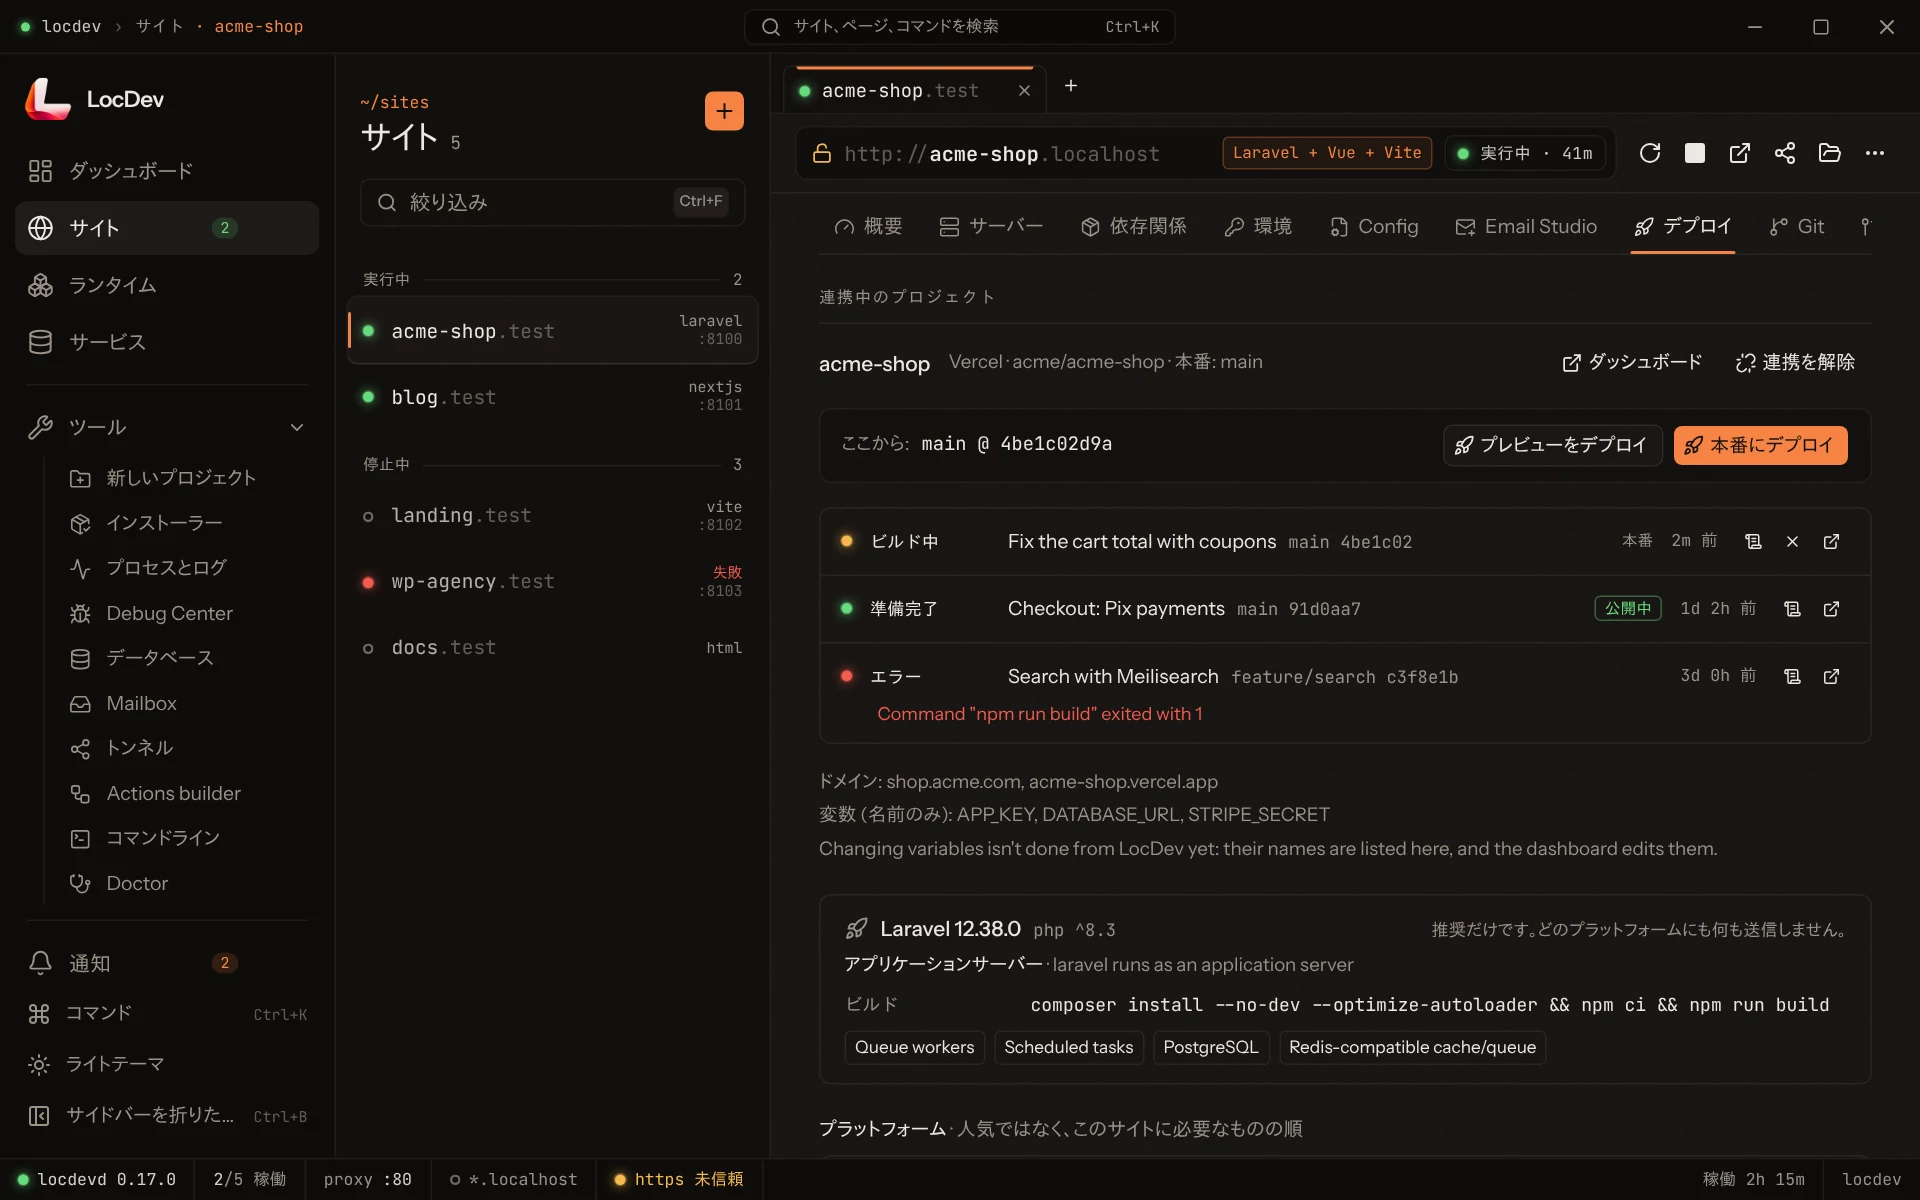 locdev › サイト · acme-shop
サイト、ページ、コマンドを検索 Ctrl+K
LocDev
ダッシュボード
サイト 2
ランタイム
サービス
ツール
新しいプロジェクト
インストーラー
プロセスとログ
Debug Center
データベース
Mailbox
トンネル
Actions builder
コマンドライン
Doctor
通知 2
コマンド Ctrl+K
ライトテーマ
サイドバーを折りた... Ctrl+B
~/sites
サイト 5
絞り込み Ctrl+F
実行中 2
acme-shop.test laravel :8100
blog.test nextjs :8101
停止中 3
landing.test vite :8102
wp-agency.test 失敗 :8103
docs.test html
acme-shop.test
http://acme-shop.localhost Laravel + Vue + Vite 実行中 · 41m
概要 サーバー 依存関係 環境 Config Email Studio デプロイ Git
連携中のプロジェクト
acme-shop Vercel · acme/acme-shop · 本番: main ダッシュボード 連携を解除
ここから: main @ 4be1c02d9a プレビューをデプロイ 本番にデプロイ
ビルド中 Fix the cart total with coupons main 4be1c02 本番 2m 前
準備完了 Checkout: Pix payments main 91d0aa7 公開中 1d 2h 前
エラー Search with Meilisearch feature/search c3f8e1b 3d 0h 前
Command "npm run build" exited with 1
ドメイン: shop.acme.com, acme-shop.vercel.app
変数 (名前のみ): APP_KEY, DATABASE_URL, STRIPE_SECRET
Changing variables isn't done from LocDev yet: their names are listed here, and the dashboard edits them.
Laravel 12.38.0 php ^8.3 推奨だけです。どのプラットフォームにも何も送信しません。
アプリケーションサーバー · laravel runs as an application server
ビルド composer install --no-dev --optimize-autoloader && npm ci && npm run build
Queue workers Scheduled tasks PostgreSQL Redis-compatible cache/queue
プラットフォーム · 人気ではなく、このサイトに必要なものの順
locdevd 0.17.0 2/5 稼働 proxy :80 *.localhost https 未信頼 稼働 2h 15m locdev